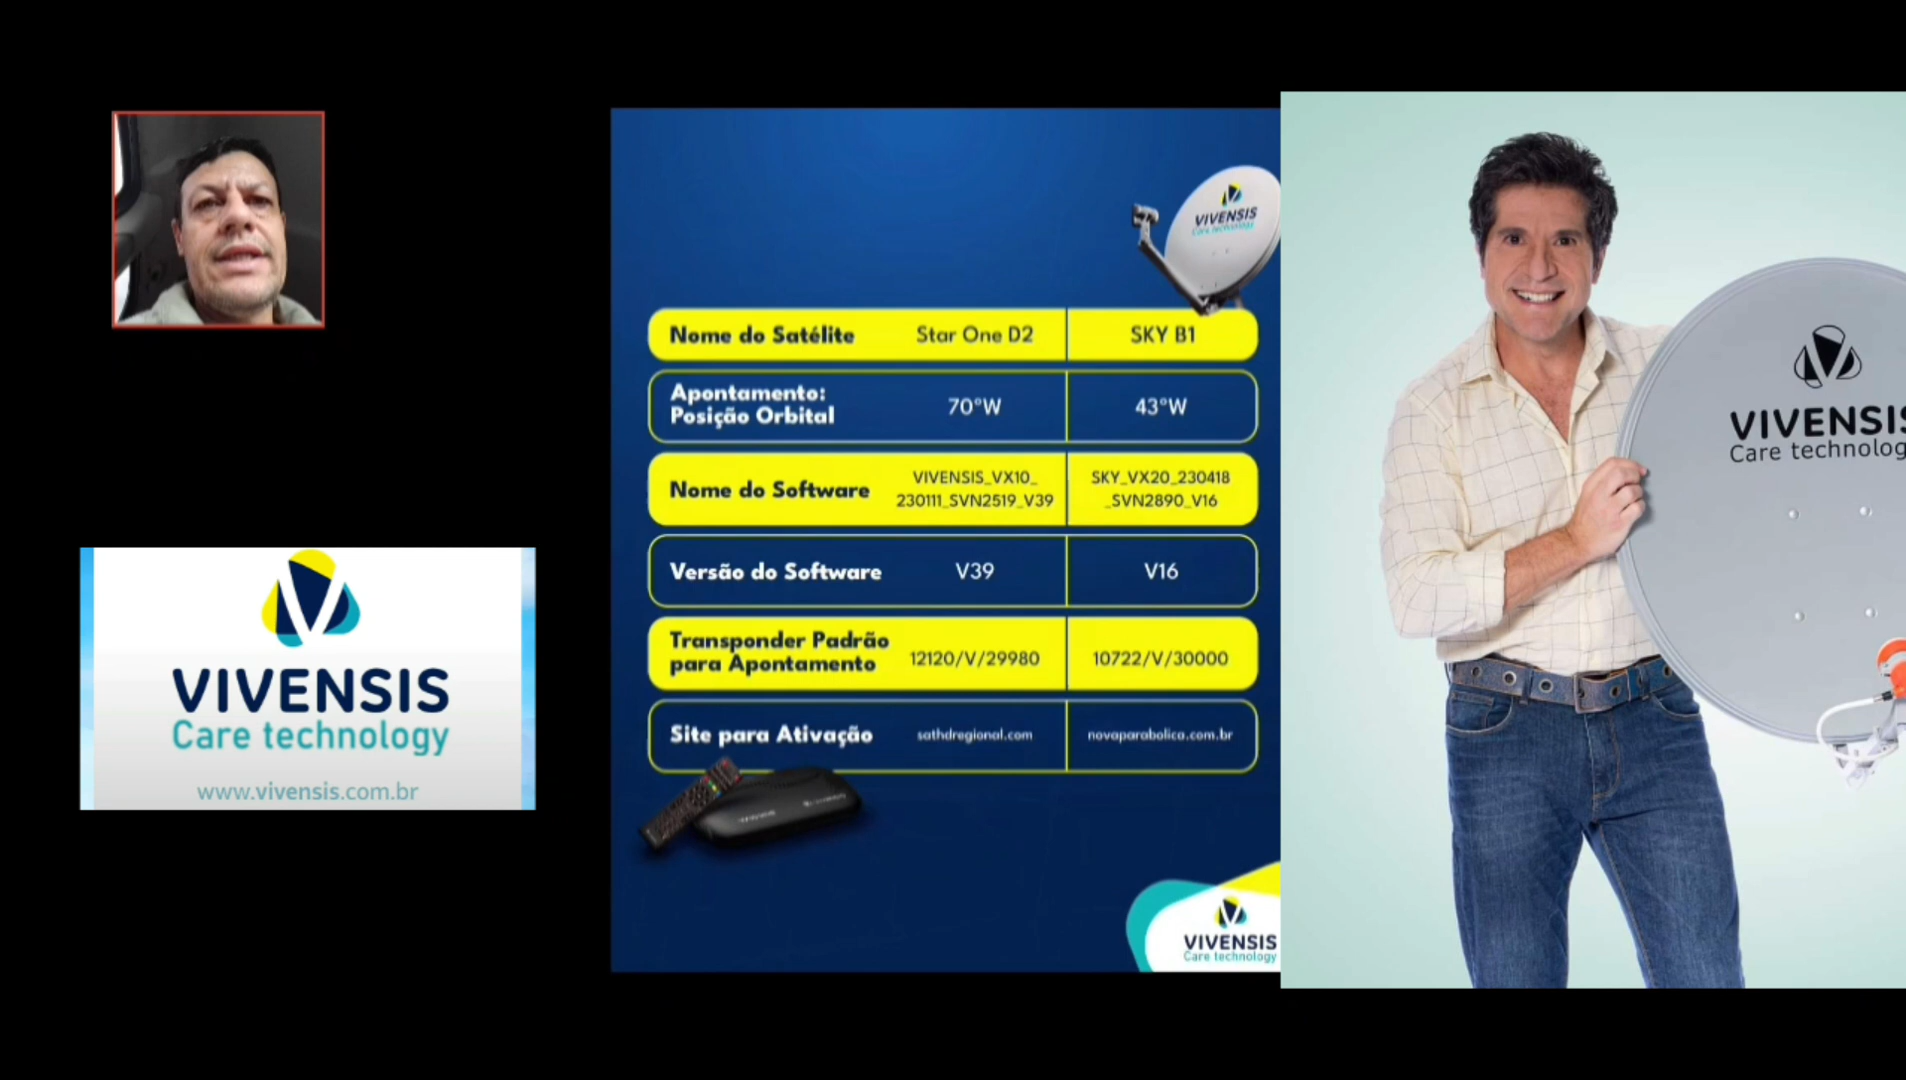 VIVENSIS
Care technology
www.vivensis.com.br
VIVENSIS
Care technology
Nome do Satélite Star One D2 SKY B1
Apontamento:
Posição Orbital 70°W 43°W
Nome do Software VIVENSIS_VX10_
230111_SVN2519_V39 SKY_VX20_230418
_SVN2890_V16
Versão do Software V39 V16
Transponder Padrão
para Apontamento 12120/V/29980 10722/V/30000
Site para Ativação sathdregional.com novaparabolica.com.br
VIVENSIS
Care technology
VIVENSIS
Care technolog